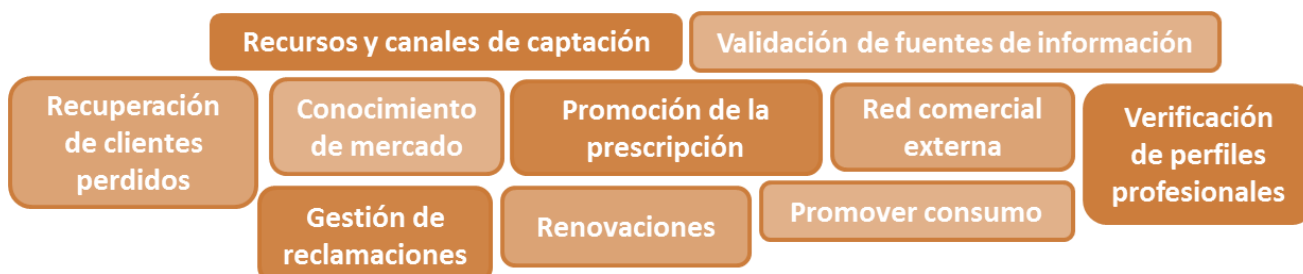 Recursos y canales de captación
Validación de fuentes de información
Recuperación
de clientes
perdidos
Conocimiento
de mercado
Promoción de la
prescripción
Red comercial
externa
Verificación
de perfiles
profesionales
Gestión de
reclamaciones
Renovaciones
Promover consumo